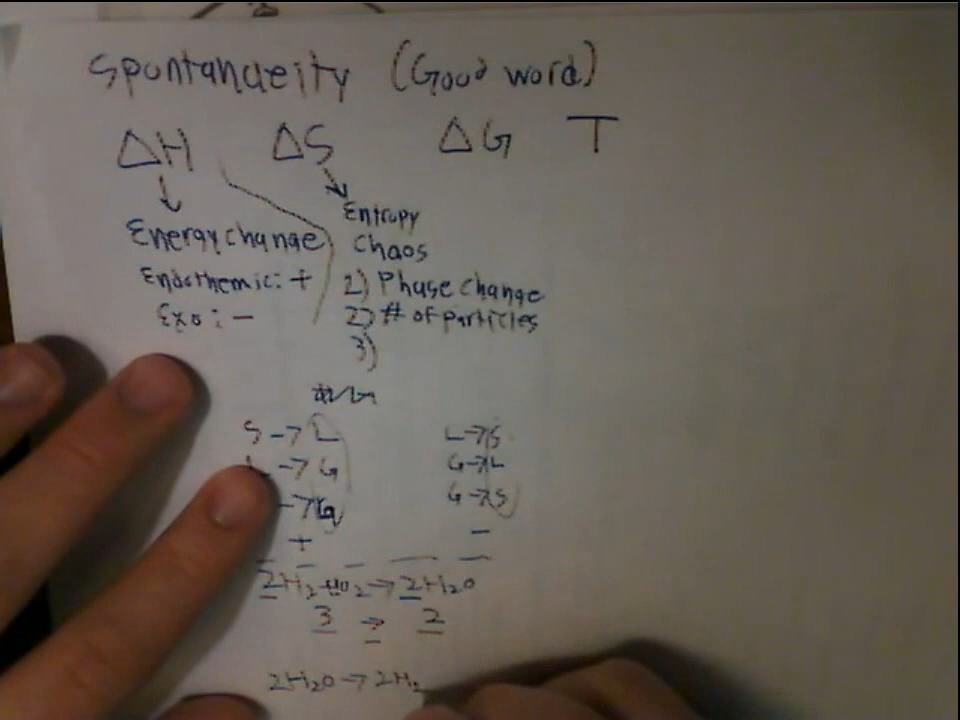 Spontaneity (Good word)
ΔH ΔS ΔG T
Entropy
Energy change Chaos
Endothemic: + 1) Phase change
Exo: - 2) # of particles
3)
S → L L → S
→ G G → L
→ G G → S
+ -
2H₂ + O₂ → 2H₂O
3 → 2
2H₂O → 2H₂